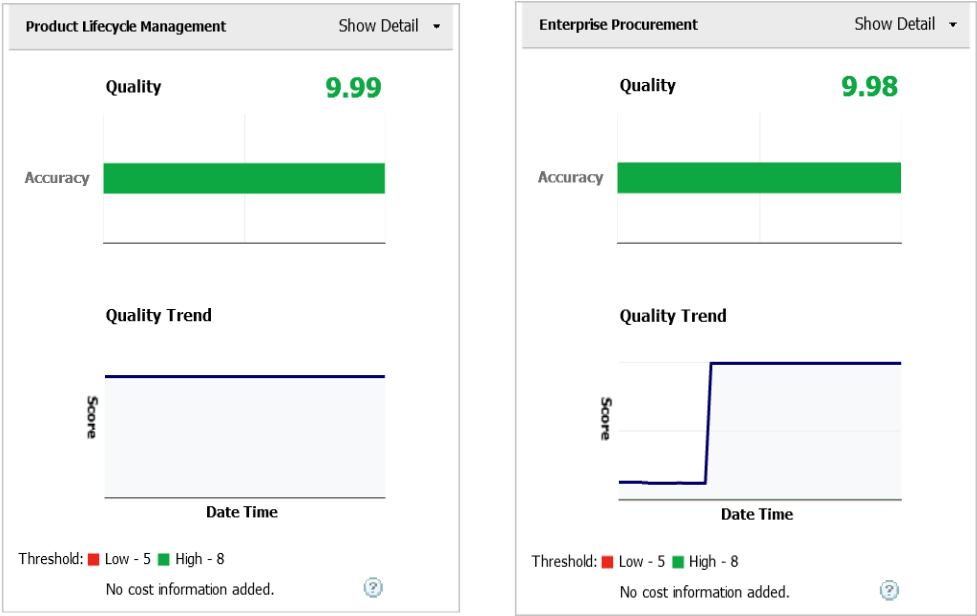 Product Lifecycle Management Show Detail
Quality 9.99
Accuracy
Quality Trend
Score
Date Time
Threshold: Low - 5 High - 8
No cost information added.
?
Enterprise Procurement Show Detail
Quality 9.98
Accuracy
Quality Trend
Score
Date Time
Threshold: Low - 5 High - 8
No cost information added.
?